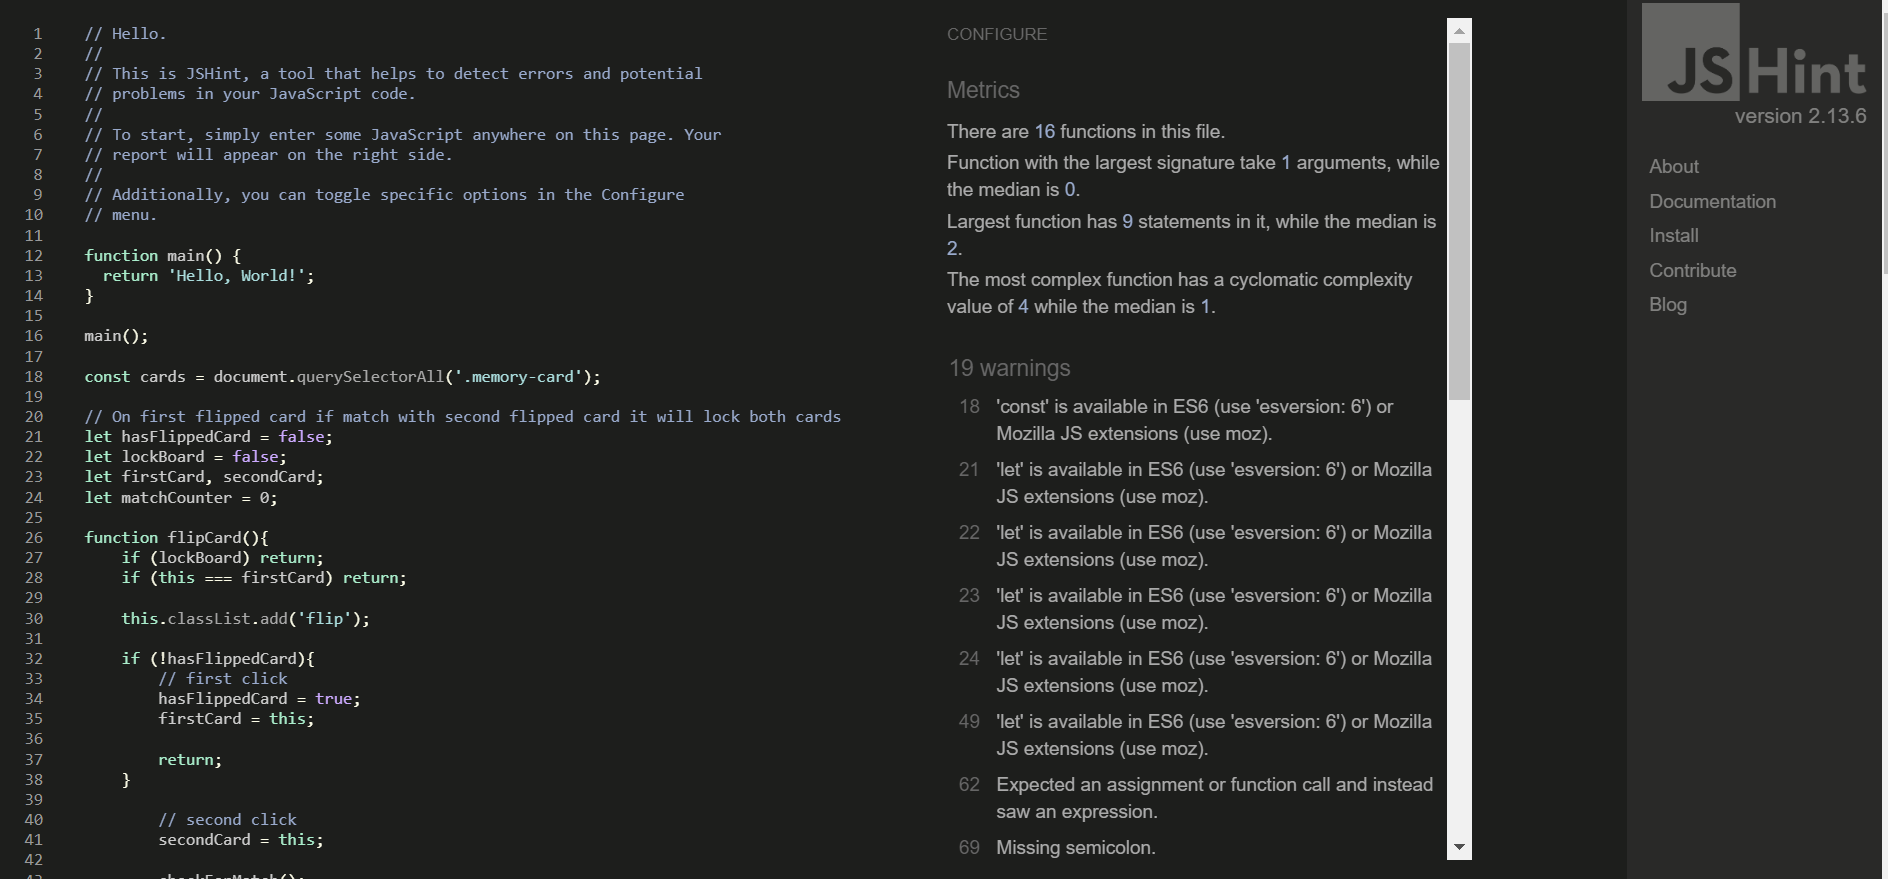 1 // Hello.
2 //
3 // This is JSHint, a tool that helps to detect errors and potential
4 // problems in your JavaScript code.
5 //
6 // To start, simply enter some JavaScript anywhere on this page. Your
7 // report will appear on the right side.
8 //
9 // Additionally, you can toggle specific options in the Configure
10 // menu.
11
12 function main() {
13   return 'Hello, World!';
14 }
15
16 main();
17
18 const cards = document.querySelectorAll('.memory-card');
19
20 // On first flipped card if match with second flipped card it will lock both cards
21 let hasFlippedCard = false;
22 let lockBoard = false;
23 let firstCard, secondCard;
24 let matchCounter = 0;
25
26 function flipCard(){
27     if (lockBoard) return;
28     if (this === firstCard) return;
29
30     this.classList.add('flip');
31
32     if (!hasFlippedCard){
33         // first click
34         hasFlippedCard = true;
35         firstCard = this;
36
37         return;
38     }
39
40         // second click
41         secondCard = this;
42
CONFIGURE
Metrics
There are 16 functions in this file.
Function with the largest signature take 1 arguments, while
the median is 0.
Largest function has 9 statements in it, while the median is
2.
The most complex function has a cyclomatic complexity
value of 4 while the median is 1.
19 warnings
18 'const' is available in ES6 (use 'esversion: 6') or
Mozilla JS extensions (use moz).
21 'let' is available in ES6 (use 'esversion: 6') or Mozilla
JS extensions (use moz).
22 'let' is available in ES6 (use 'esversion: 6') or Mozilla
JS extensions (use moz).
23 'let' is available in ES6 (use 'esversion: 6') or Mozilla
JS extensions (use moz).
24 'let' is available in ES6 (use 'esversion: 6') or Mozilla
JS extensions (use moz).
49 'let' is available in ES6 (use 'esversion: 6') or Mozilla
JS extensions (use moz).
62 Expected an assignment or function call and instead
saw an expression.
69 Missing semicolon.
JSHint
version 2.13.6
About
Documentation
Install
Contribute
Blog